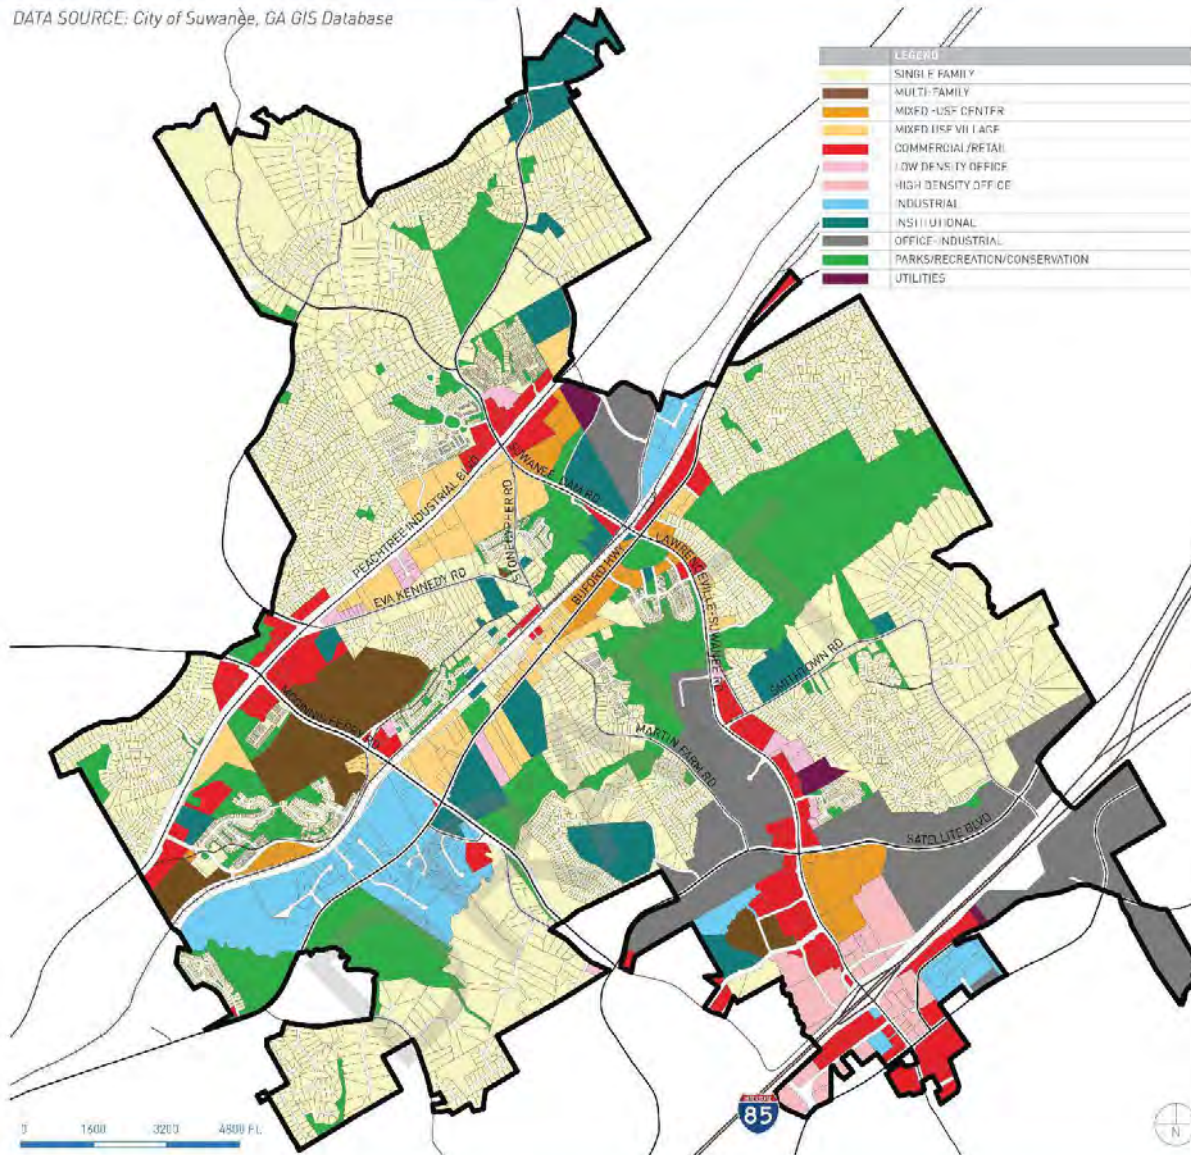 DATA SOURCE: City of Suwanee, GA GIS Database
LEGEND
SINGLE FAMILY
MULTI-FAMILY
MIXED-USE CENTER
MIXED USE VILLAGE
COMMERCIAL/RETAIL
LOW DENSITY OFFICE
HIGH DENSITY OFFICE
INDUSTRIAL
INSTITUTIONAL
OFFICE-INDUSTRIAL
PARKS/RECREATION/CONSERVATION
UTILITIES
PEACHTREE INDUSTRIAL BLVD
SUWANEE DAM RD
STONECYPHER RD
EVA KENNEDY RD
BUFORD HWY
LAWRENCEVILLE-SUWANEE RD
SMITHTOWN RD
MCGINNIS FERRY RD
MARTIN FARM RD
SATELLITE BLVD
85
0 1600 3200 4800 Ft.
N